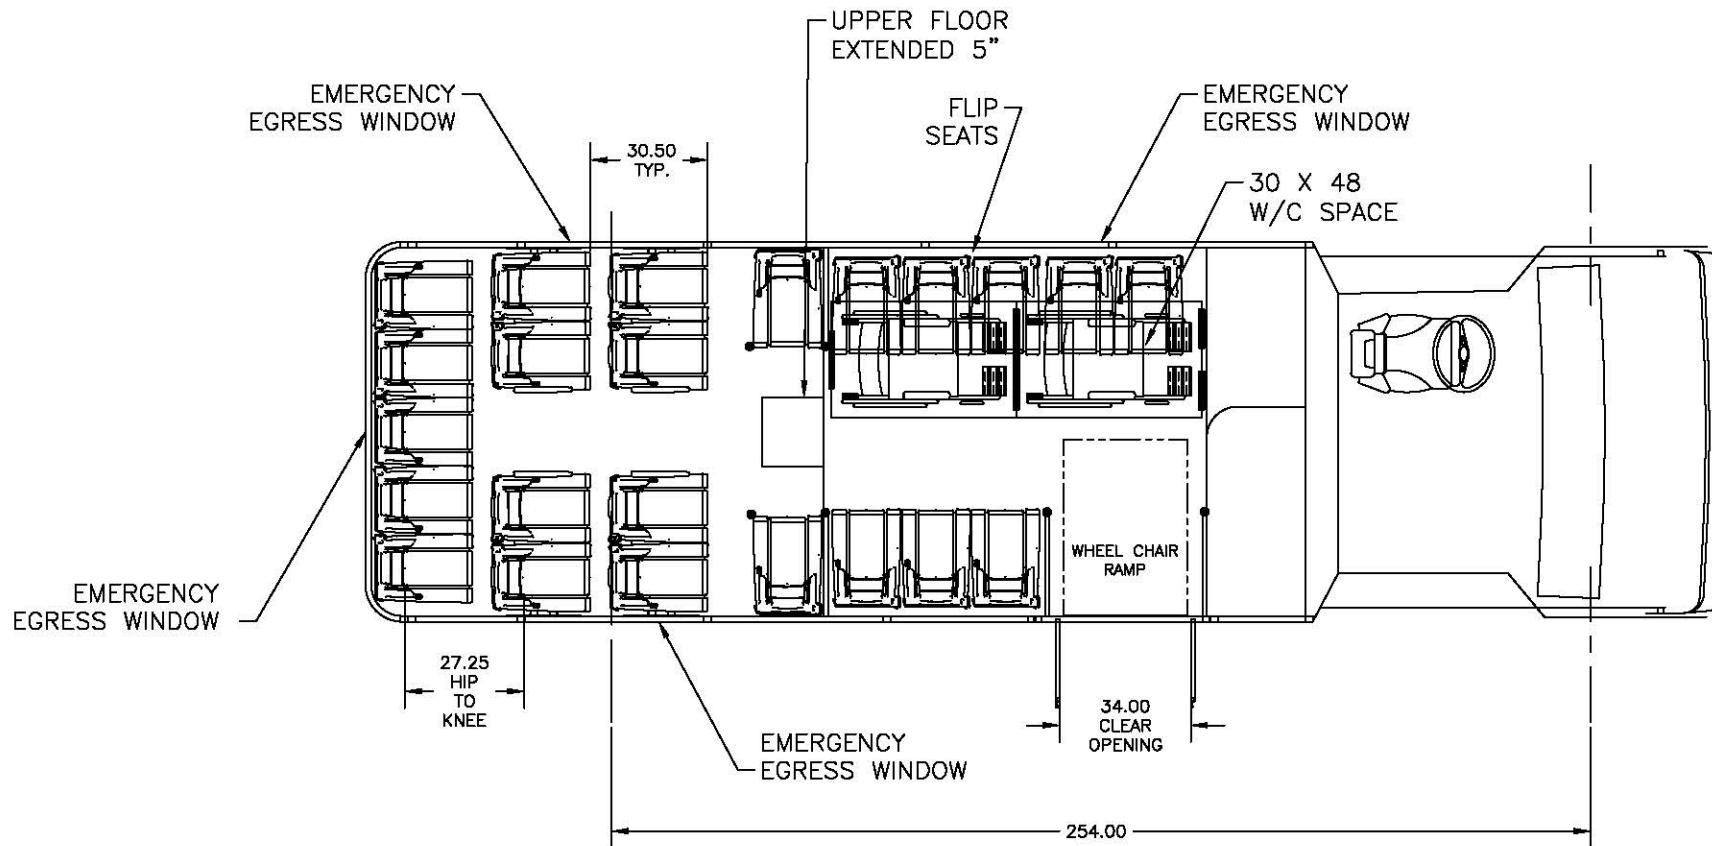 UPPER FLOOR
EXTENDED 5"
EMERGENCY
EGRESS WINDOW
FLIP
SEATS
EMERGENCY
EGRESS WINDOW
30.50
TYP.
30 X 48
W/C SPACE
WHEEL CHAIR
RAMP
EMERGENCY
EGRESS WINDOW
27.25
HIP
TO
KNEE
34.00
CLEAR
OPENING
EMERGENCY
EGRESS WINDOW
254.00